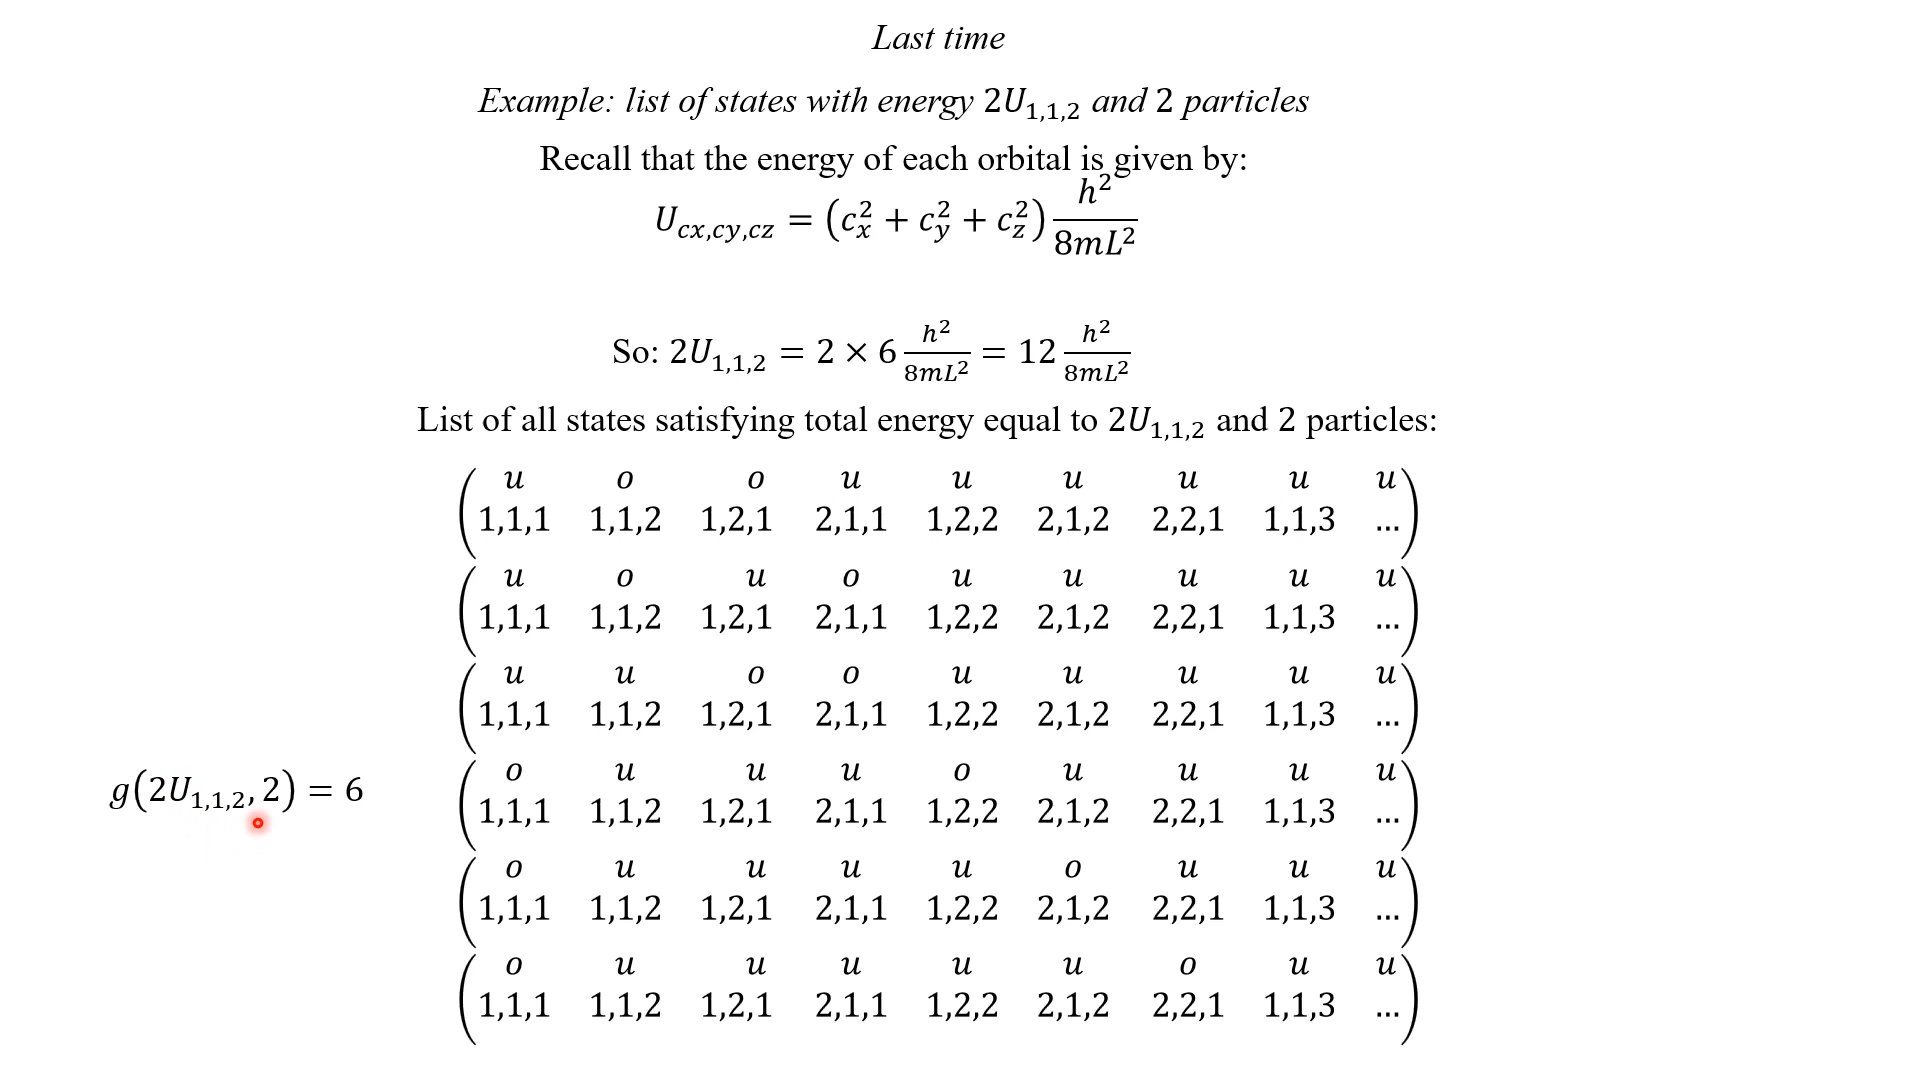 Last time
Example: list of states with energy 2U₁,₁,₂ and 2 particles
Recall that the energy of each orbital is given by:
U_{cx,cy,cz} = (c_x² + c_y² + c_z²) h²/8mL²
So: 2U₁,₁,₂ = 2 × 6 h²/8mL² = 12 h²/8mL²
List of all states satisfying total energy equal to 2U₁,₁,₂ and 2 particles:
u o o u u u u u u
1,1,1 1,1,2 1,2,1 2,1,1 1,2,2 2,1,2 2,2,1 1,1,3 ...
u o u o u u u u u
1,1,1 1,1,2 1,2,1 2,1,1 1,2,2 2,1,2 2,2,1 1,1,3 ...
u u o o u u u u u
1,1,1 1,1,2 1,2,1 2,1,1 1,2,2 2,1,2 2,2,1 1,1,3 ...
g(2U₁,₁,₂, 2) = 6
o u u u o u u u u
1,1,1 1,1,2 1,2,1 2,1,1 1,2,2 2,1,2 2,2,1 1,1,3 ...
o u u u u o u u u
1,1,1 1,1,2 1,2,1 2,1,1 1,2,2 2,1,2 2,2,1 1,1,3 ...
o u u u u u o u u
1,1,1 1,1,2 1,2,1 2,1,1 1,2,2 2,1,2 2,2,1 1,1,3 ...